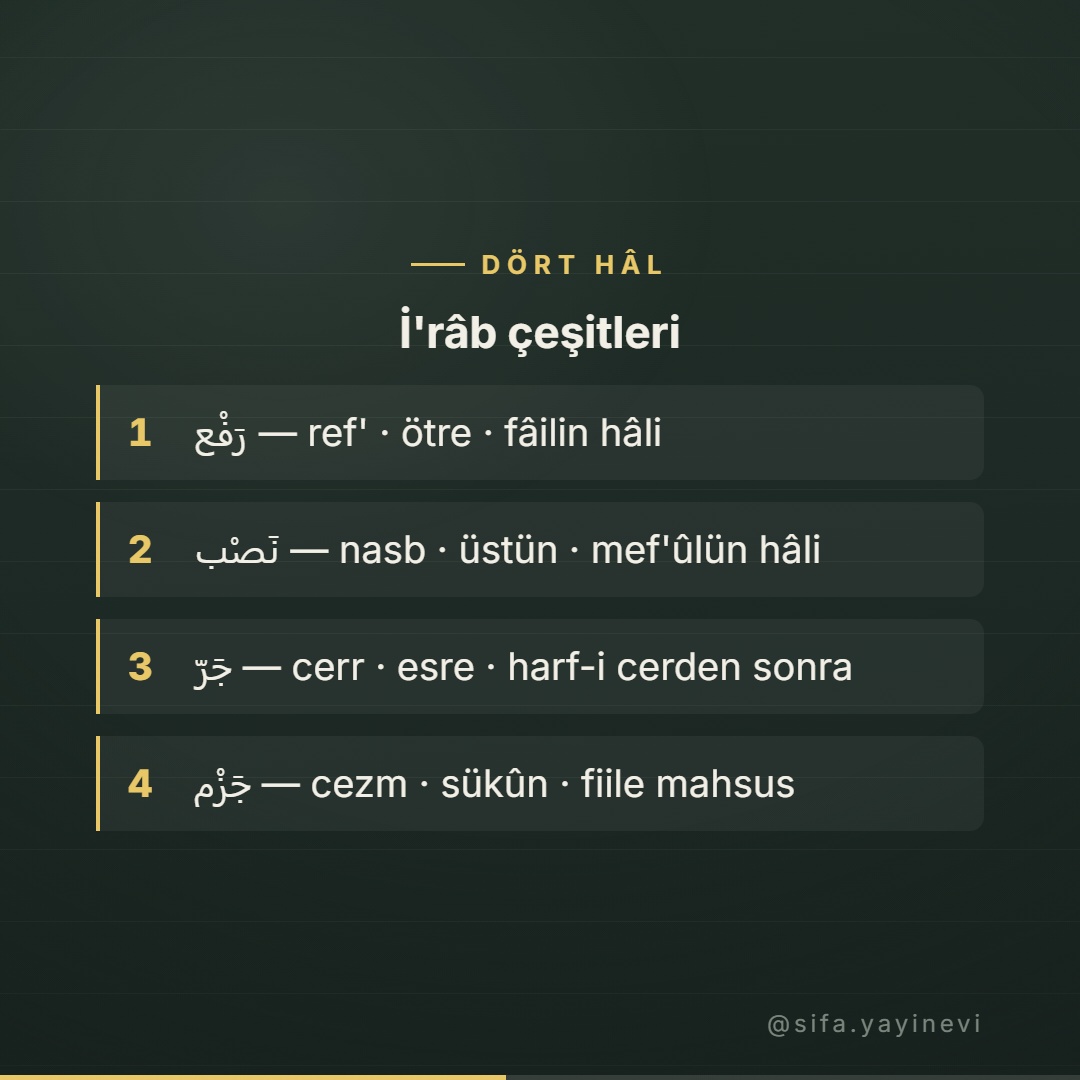 — DÖRT HÂL
İ'râb çeşitleri
1 رَفْع — ref' · ötre · fâilin hâli
2 نَصْب — nasb · üstün · mef'ûlün hâli
3 جَرّ — cerr · esre · harf-i cerden sonra
4 جَزْم — cezm · sükûn · fiile mahsus
@sifa.yayinevi